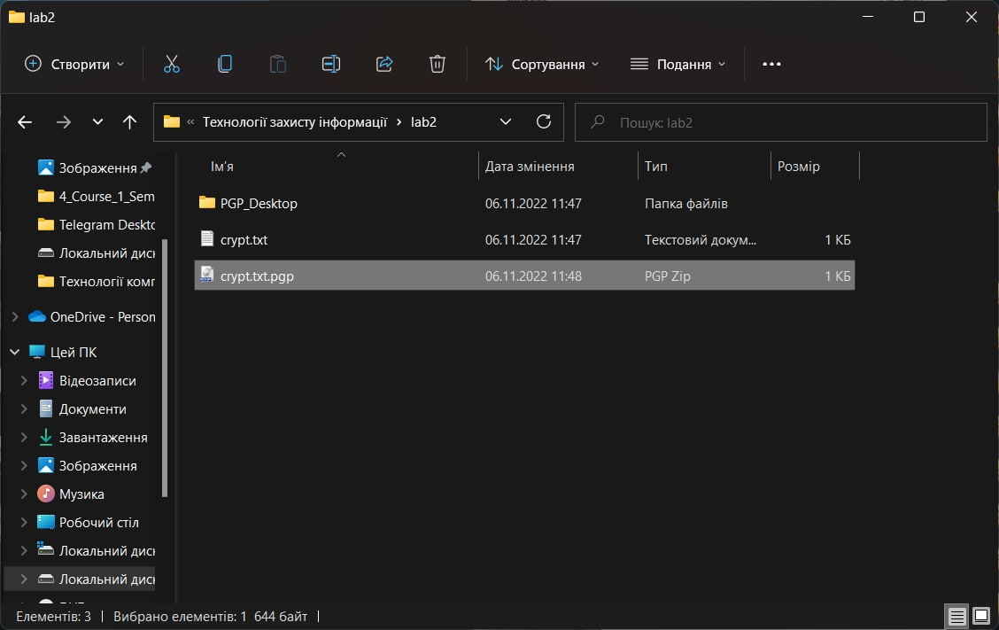 lab2
Створити Сортування Подання
« Технології захисту інформації › lab2 Пошук: lab2
Ім'я Дата змінення Тип Розмір
PGP_Desktop 06.11.2022 11:47 Папка файлів
crypt.txt 06.11.2022 11:47 Текстовий докум... 1 КБ
crypt.txt.pgp 06.11.2022 11:48 PGP Zip 1 КБ
Зображення
4_Course_1_Sem
Telegram Deskto
Локальний диск
Технології комп
OneDrive - Person
Цей ПК
Відеозаписи
Документи
Завантаження
Зображення
Музика
Робочий стіл
Локальний диск
Локальний диск
Елементів: 3 Вибрано елементів: 1 644 байт